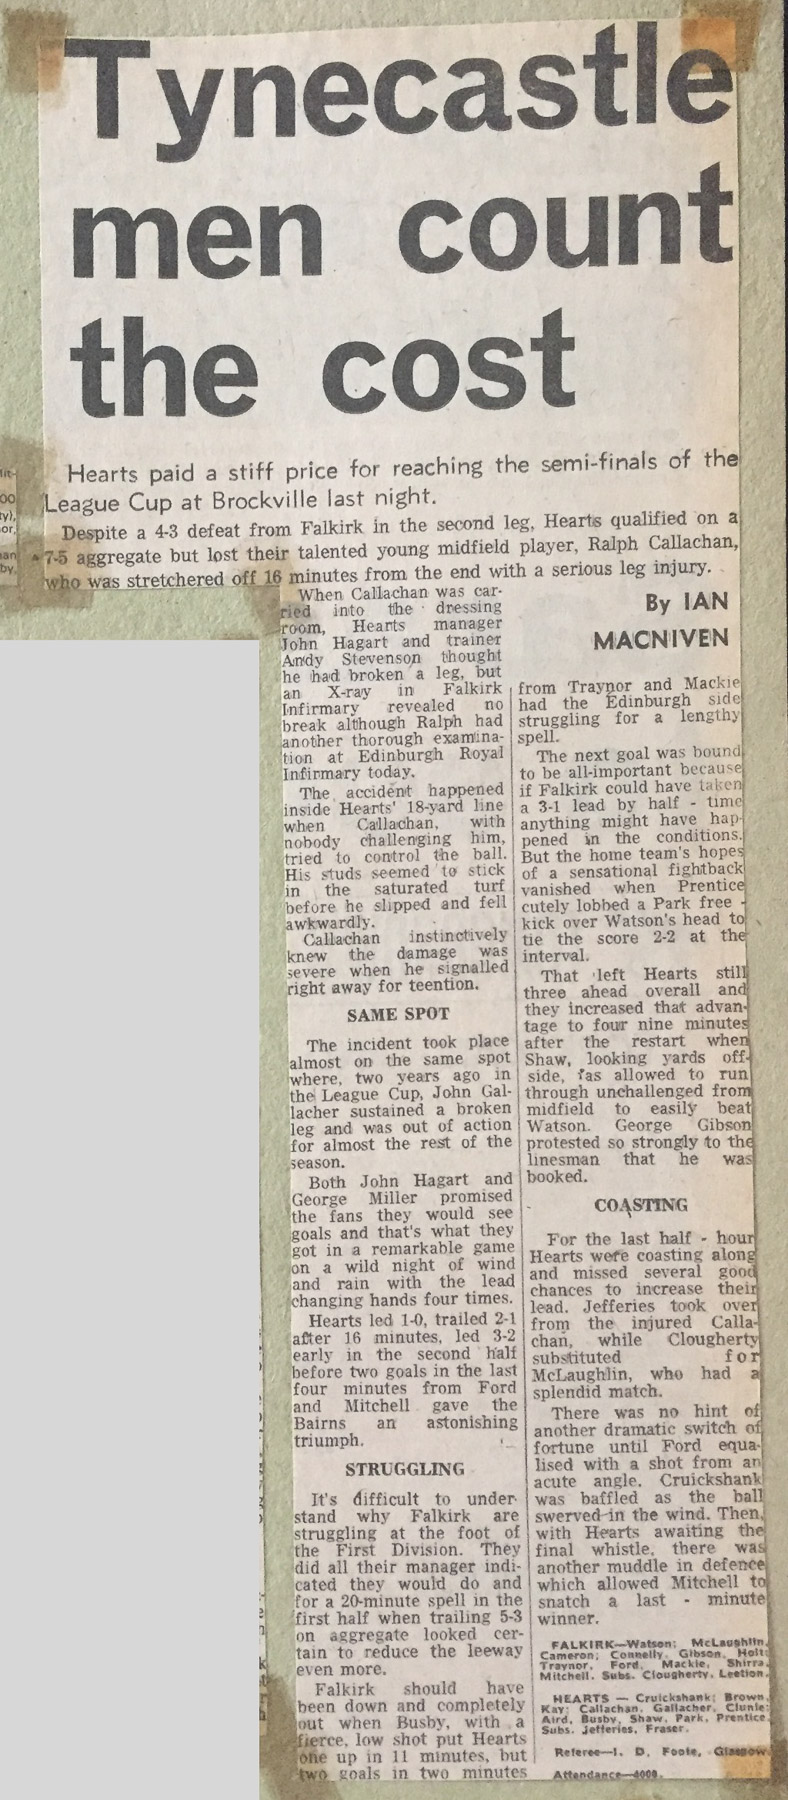 Tynecastle
men count
the cost
Hearts paid a stiff price for reaching the semi-finals of the
League Cup at Brockville last night.
Despite a 4-3 defeat from Falkirk in the second leg, Hearts qualified on a
7-5 aggregate but lost their talented young midfield player, Ralph Callachan,
who was stretchered off 16 minutes from the end with a serious leg injury.
When Callachan was car-
ried into the dressing
room, Hearts manager
John Hagart and trainer
Andy Stevenson thought
he had broken a leg, but
an X-ray in Falkirk
Infirmary revealed no
break although Ralph had
another thorough examina-
tion at Edinburgh Royal
Infirmary today.
The accident happened
inside Hearts' 18-yard line
when Callachan, with
nobody challenging him,
tried to control the ball.
His studs seemed to stick
in the saturated turf
before he slipped and fell
awkwardly.
Callachan instinctively
knew the damage was
severe when he signalled
right away for teention.
SAME SPOT
The incident took place
almost on the same spot
where, two years ago in
the League Cup, John Gal-
lacher sustained a broken
leg and was out of action
for almost the rest of the
season.
Both John Hagart and
George Miller promised
the fans they would see
goals and that's what they
got in a remarkable game
on a wild night of wind
and rain with the lead
changing hands four times.
Hearts led 1-0, trailed 2-1
after 16 minutes, led 3-2
early in the second half
before two goals in the last
four minutes from Ford
and Mitchell gave the
Bairns an astonishing
triumph.
STRUGGLING
It's difficult to under-
stand why Falkirk are
struggling at the foot of
the First Division. They
did all their manager indi-
cated they would do and
for a 20-minute spell in the
first half when trailing 5-3
on aggregate looked cer-
tain to reduce the leeway
even more.
Falkirk should have
been down and completely
out when Busby, with a
fierce, low shot put Hearts
one up in 11 minutes, but
two goals in two minutes
By IAN
MACNIVEN
from Traynor and Mackie
had the Edinburgh side
struggling for a lengthy
spell.
The next goal was bound
to be all-important because
if Falkirk could have taken
a 3-1 lead by half - time
anything might have hap-
pened in the conditions.
But the home team's hopes
of a sensational fightback
vanished when Prentice
cutely lobbed a Park free -
kick over Watson's head to
tie the score 2-2 at the
interval.
That left Hearts still
three ahead overall and
they increased that advan-
tage to four nine minutes
after the restart when
Shaw, looking yards off-
side, fas allowed to run
through unchallenged from
midfield to easily beat
Watson. George Gibson
protested so strongly to the
linesman that he was
booked.
COASTING
For the last half - hour
Hearts were coasting along
and missed several good
chances to increase their
lead. Jefferies took over
from the injured Calla-
chan, while Clougherty
substituted for
McLaughlin, who had a
splendid match.
There was no hint of
another dramatic switch of
fortune until Ford equa-
lised with a shot from an
acute angle. Cruickshank
was baffled as the ball
swerved in the wind. Then,
with Hearts awaiting the
final whistle, there was
another muddle in defence
which allowed Mitchell to
snatch a last - minute
winner.
FALKIRK—Watson; McLaughlin,
Cameron; Connelly, Gibson, Holt;
Traynor, Ford, Mackie, Shirra,
Mitchell. Subs. Clougherty, Leetion.
HEARTS — Cruickshank; Brown,
Kay; Callachan, Gallacher, Clunie;
Aird, Busby, Shaw, Park, Prentice.
Subs. Jefferies, Fraser.
Referee—I. D. Foote, Glasgow.
Attendance—4000.